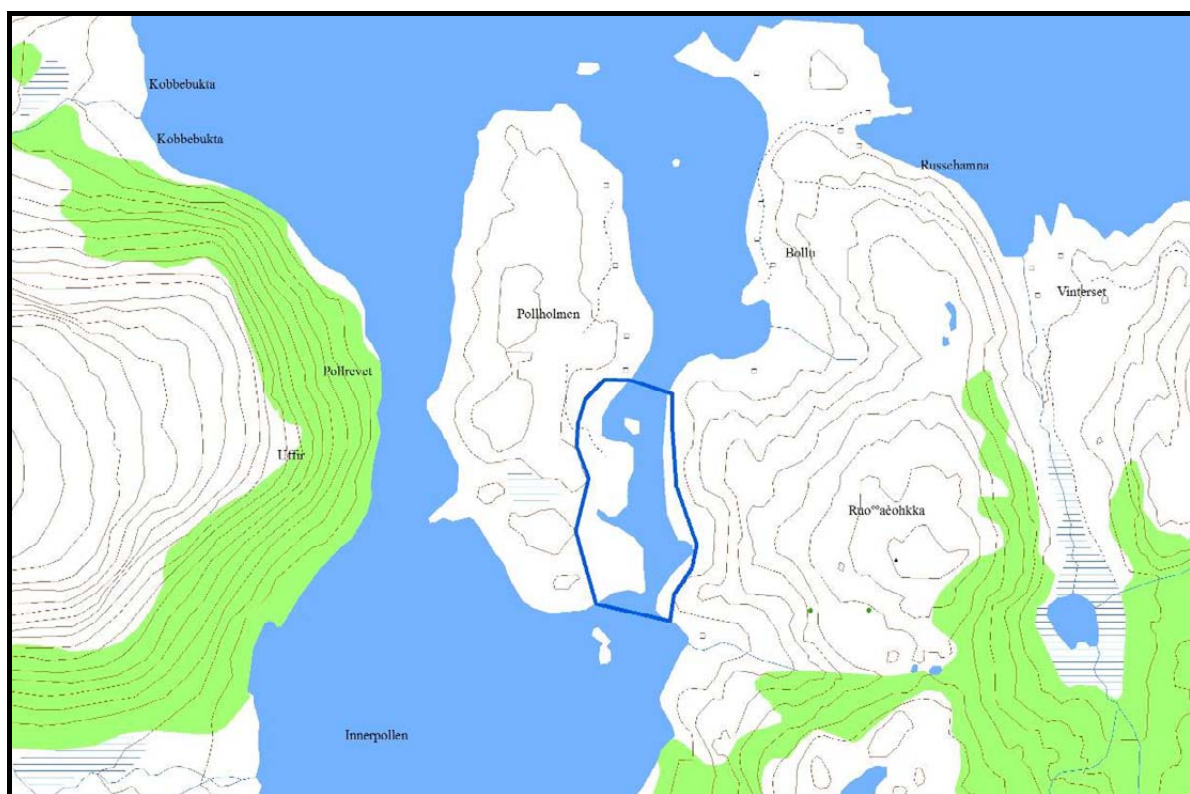 Kobbebukta
Kobbebukta
Russehamna
Bollu
Vinterset
Pollholmen
Pollrevet
Uffir
Innerpollen